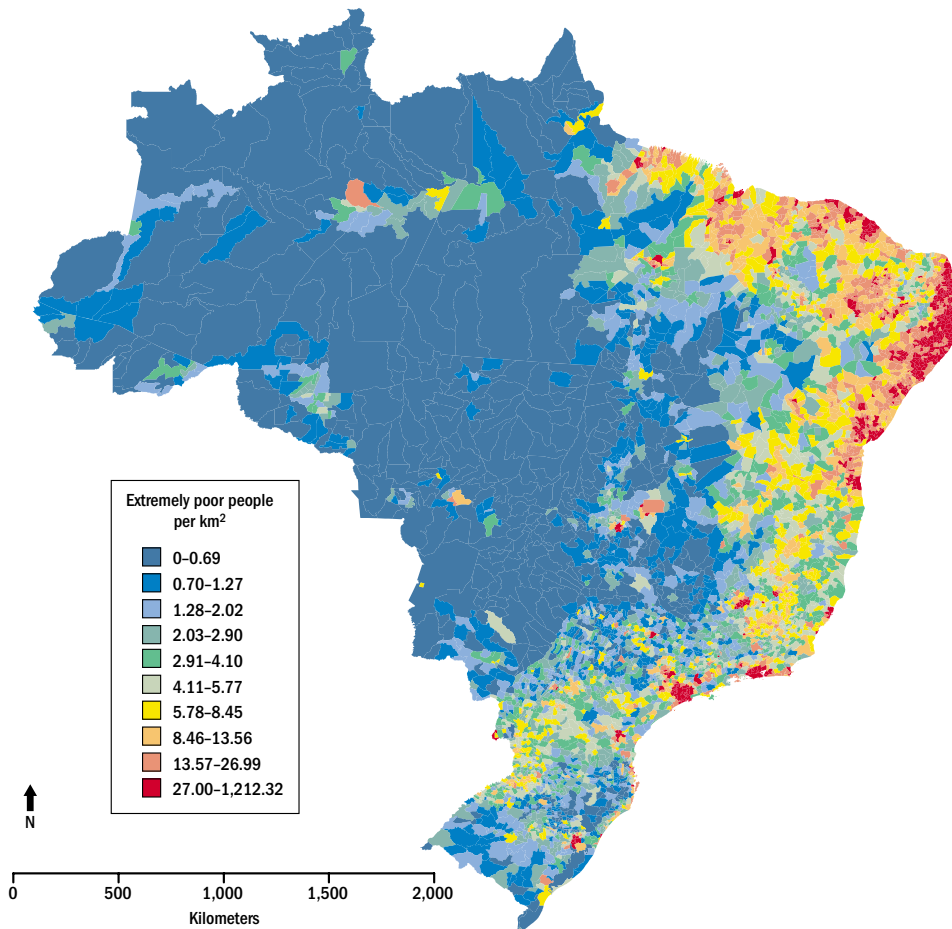 Extremely poor people
per km²
0–0.69
0.70–1.27
1.28–2.02
2.03–2.90
2.91–4.10
4.11–5.77
5.78–8.45
8.46–13.56
13.57–26.99
27.00–1,212.32
N
0 500 1,000 1,500 2,000
Kilometers